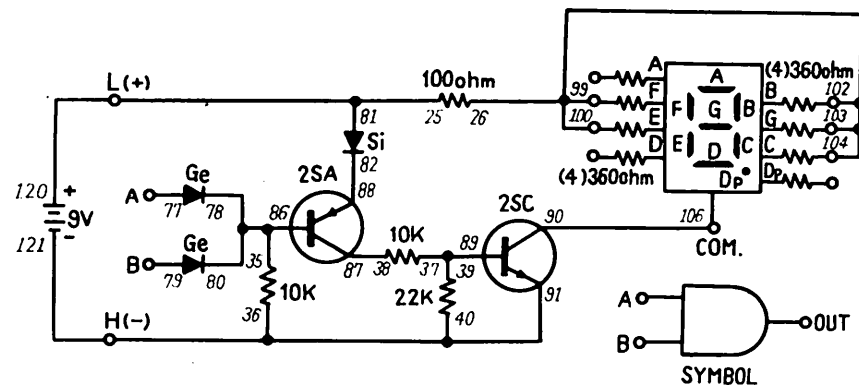 L(+)
100ohm
81
25
26
Si
82
88
2SA
120
+
9V
121
-
A
Ge
77
78
86
B
Ge
79
80
35
10K
36
87
10K
38
37
89
39
22K
40
2SC
90
91
H(-)
99
100
A
F
E
D
(4)360ohm
A
F
G
B
E
C
D
DP
(4)360ohm
B
102
G
103
C
104
DP
106
COM.
A
B
OUT
SYMBOL